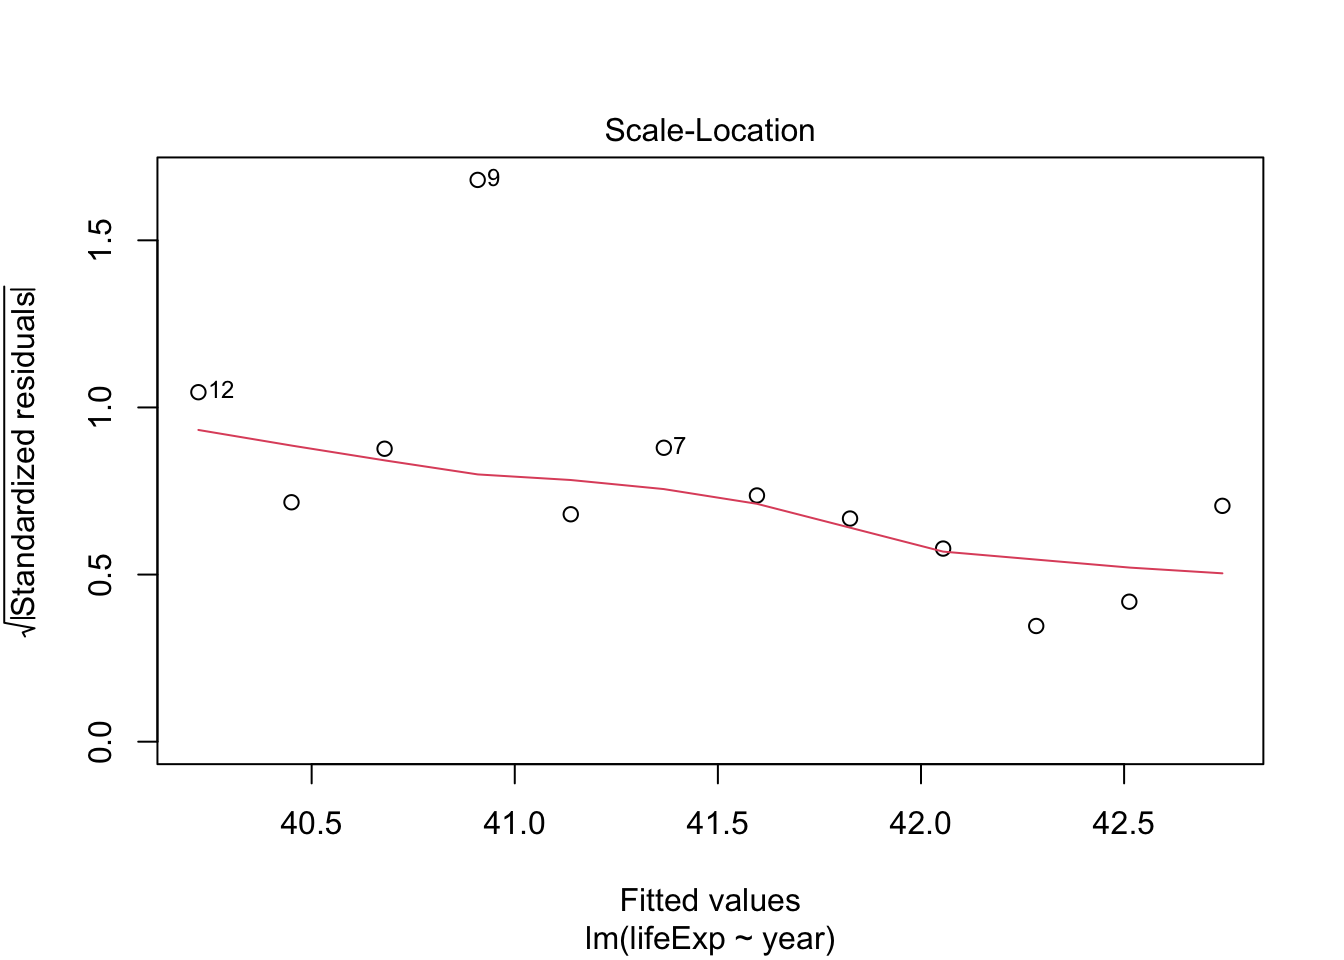 Scale-Location
√|Standardized residuals|
1.5
1.0
0.5
0.0
9
12
7
40.5 41.0 41.5 42.0 42.5
Fitted values
lm(lifeExp ~ year)